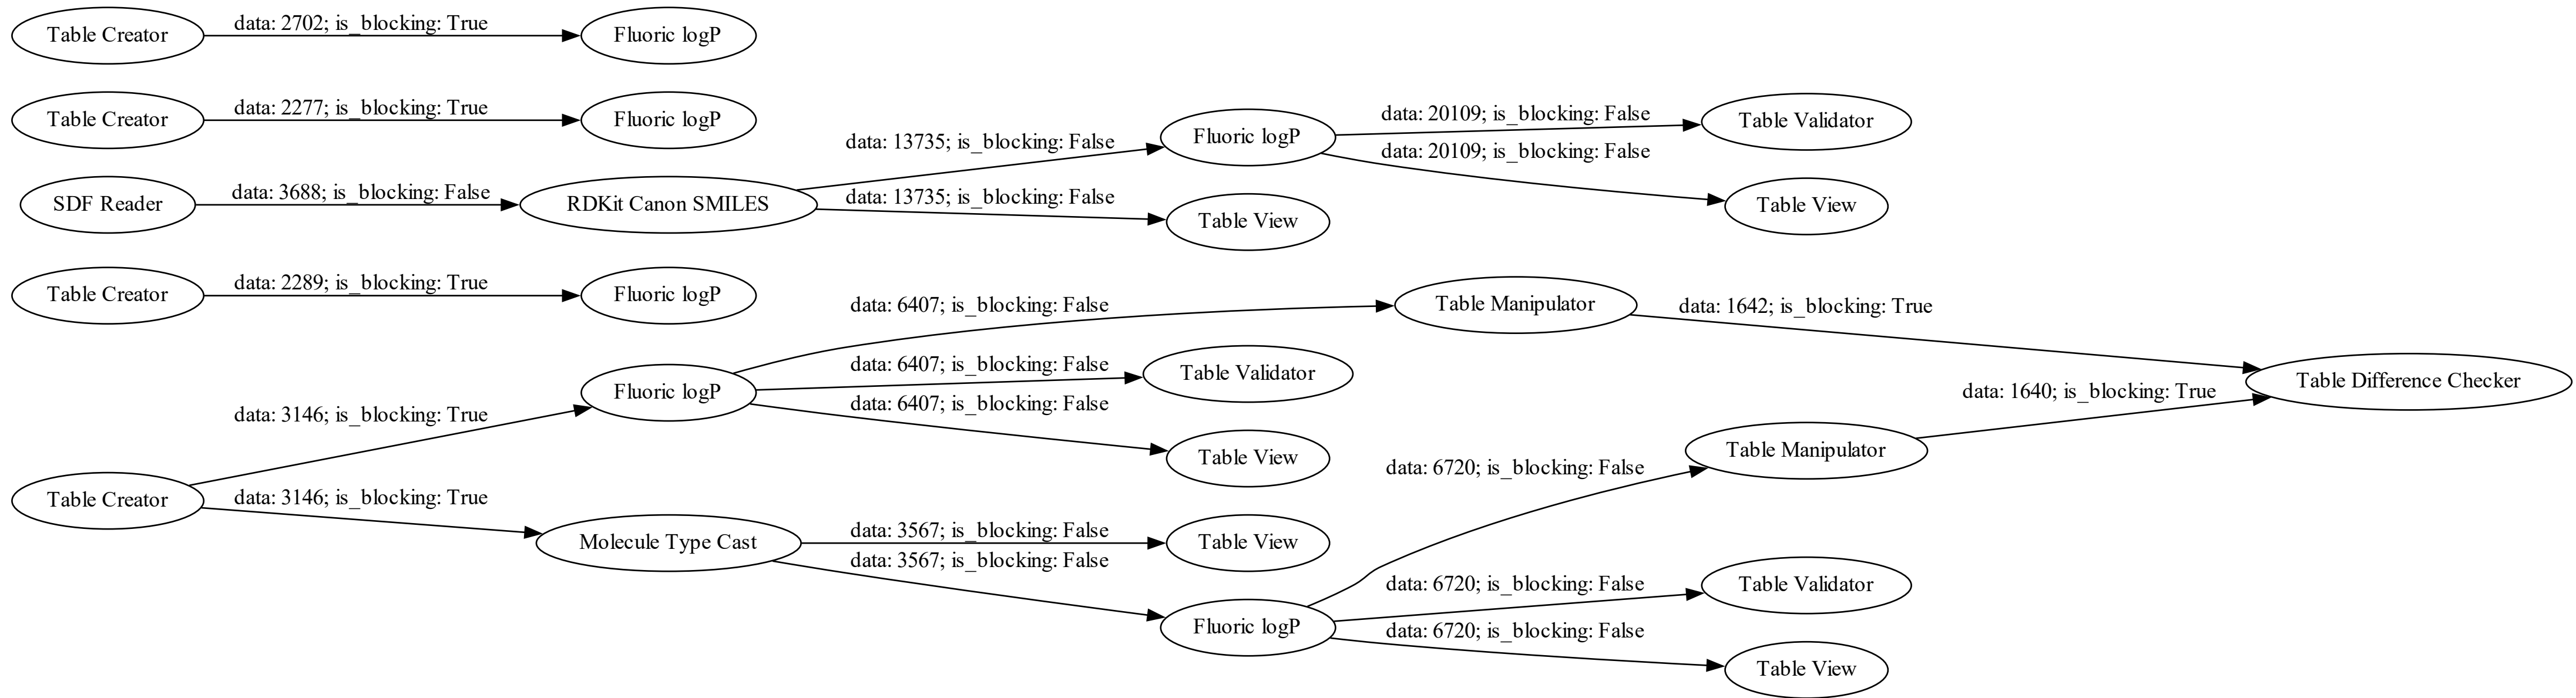 Table Creator
data: 2702; is_blocking: True
Fluoric logP
Table Creator
data: 2277; is_blocking: True
Fluoric logP
SDF Reader
data: 3688; is_blocking: False
RDKit Canon SMILES
data: 13735; is_blocking: False
Fluoric logP
data: 20109; is_blocking: False
Table Validator
data: 20109; is_blocking: False
Table View
data: 13735; is_blocking: False
Table View
Table Creator
data: 2289; is_blocking: True
Fluoric logP
Table Creator
data: 3146; is_blocking: True
Fluoric logP
data: 6407; is_blocking: False
Table Manipulator
data: 1642; is_blocking: True
Table Difference Checker
data: 6407; is_blocking: False
Table Validator
data: 6407; is_blocking: False
Table View
data: 3146; is_blocking: True
Molecule Type Cast
data: 3567; is_blocking: False
Table View
data: 3567; is_blocking: False
Fluoric logP
data: 6720; is_blocking: False
Table Manipulator
data: 1640; is_blocking: True
data: 6720; is_blocking: False
Table Validator
data: 6720; is_blocking: False
Table View